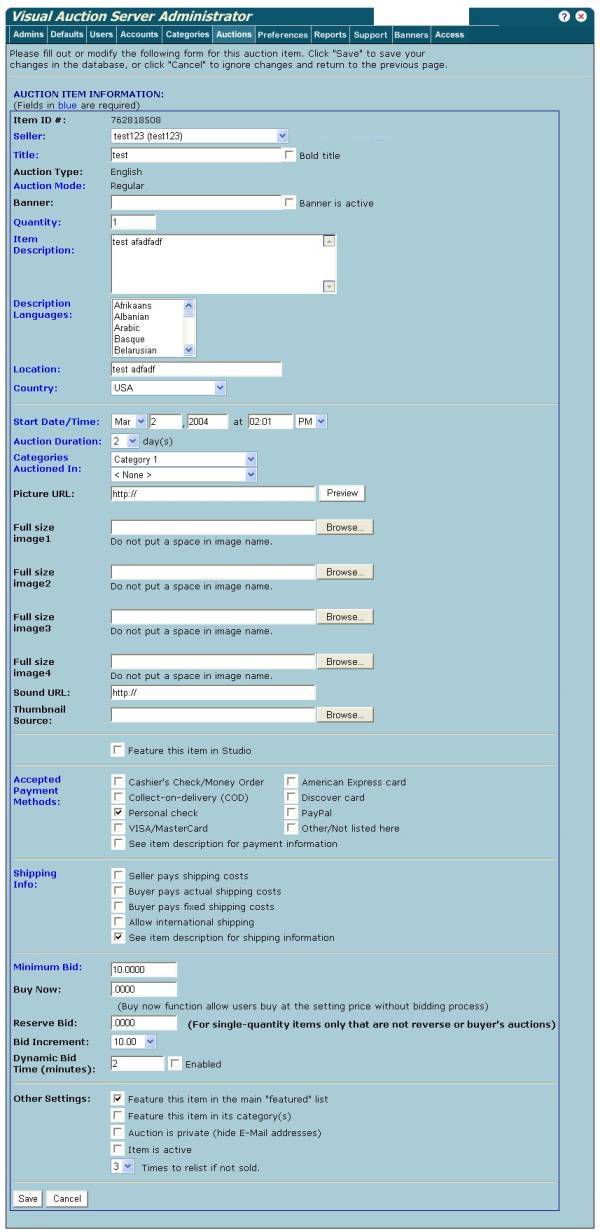 Visual Auction Server Administrator
? x
Admins Defaults Users Accounts Categories Auctions Preferences Reports Support Banners Access
Please fill out or modify the following form for this auction item. Click "Save" to save your
changes in the database, or click "Cancel" to ignore changes and return to the previous page.
AUCTION ITEM INFORMATION:
(Fields in blue are required)
Item ID #: 762818508
Seller: test123 (test123)
Title: test Bold title
Auction Type: English
Auction Mode: Regular
Banner: Banner is active
Quantity: 1
Item
Description: test afadfadf
Description
Languages: Afrikaans
Albanian
Arabic
Basque
Belarusian
Location: test adfadf
Country: USA
Start Date/Time: Mar 2 , 2004 at 02:01 PM
Auction Duration: 2 day(s)
Categories
Auctioned In: Category 1
< None >
Picture URL: http:// Preview
Full size
image1 Browse...
Do not put a space in image name.
Full size
image2 Browse...
Do not put a space in image name.
Full size
image3 Browse...
Do not put a space in image name.
Full size
image4 Browse...
Do not put a space in image name.
Sound URL: http://
Thumbnail
Source: Browse...
Feature this item in Studio
Accepted
Payment
Methods: Cashier's Check/Money Order American Express card
Collect-on-delivery (COD) Discover card
Personal check PayPal
VISA/MasterCard Other/Not listed here
See item description for payment information
Shipping
Info: Seller pays shipping costs
Buyer pays actual shipping costs
Buyer pays fixed shipping costs
Allow international shipping
See item description for shipping information
Minimum Bid: 10.0000
Buy Now: .0000
(Buy now function allow users buy at the setting price without bidding process)
Reserve Bid: .0000 (For single-quantity items only that are not reverse or buyer's auctions)
Bid Increment: 10.00
Dynamic Bid
Time (minutes): 2 Enabled
Other Settings: Feature this item in the main "featured" list
Feature this item in its category(s)
Auction is private (hide E-Mail addresses)
Item is active
3 Times to relist if not sold.
Save Cancel